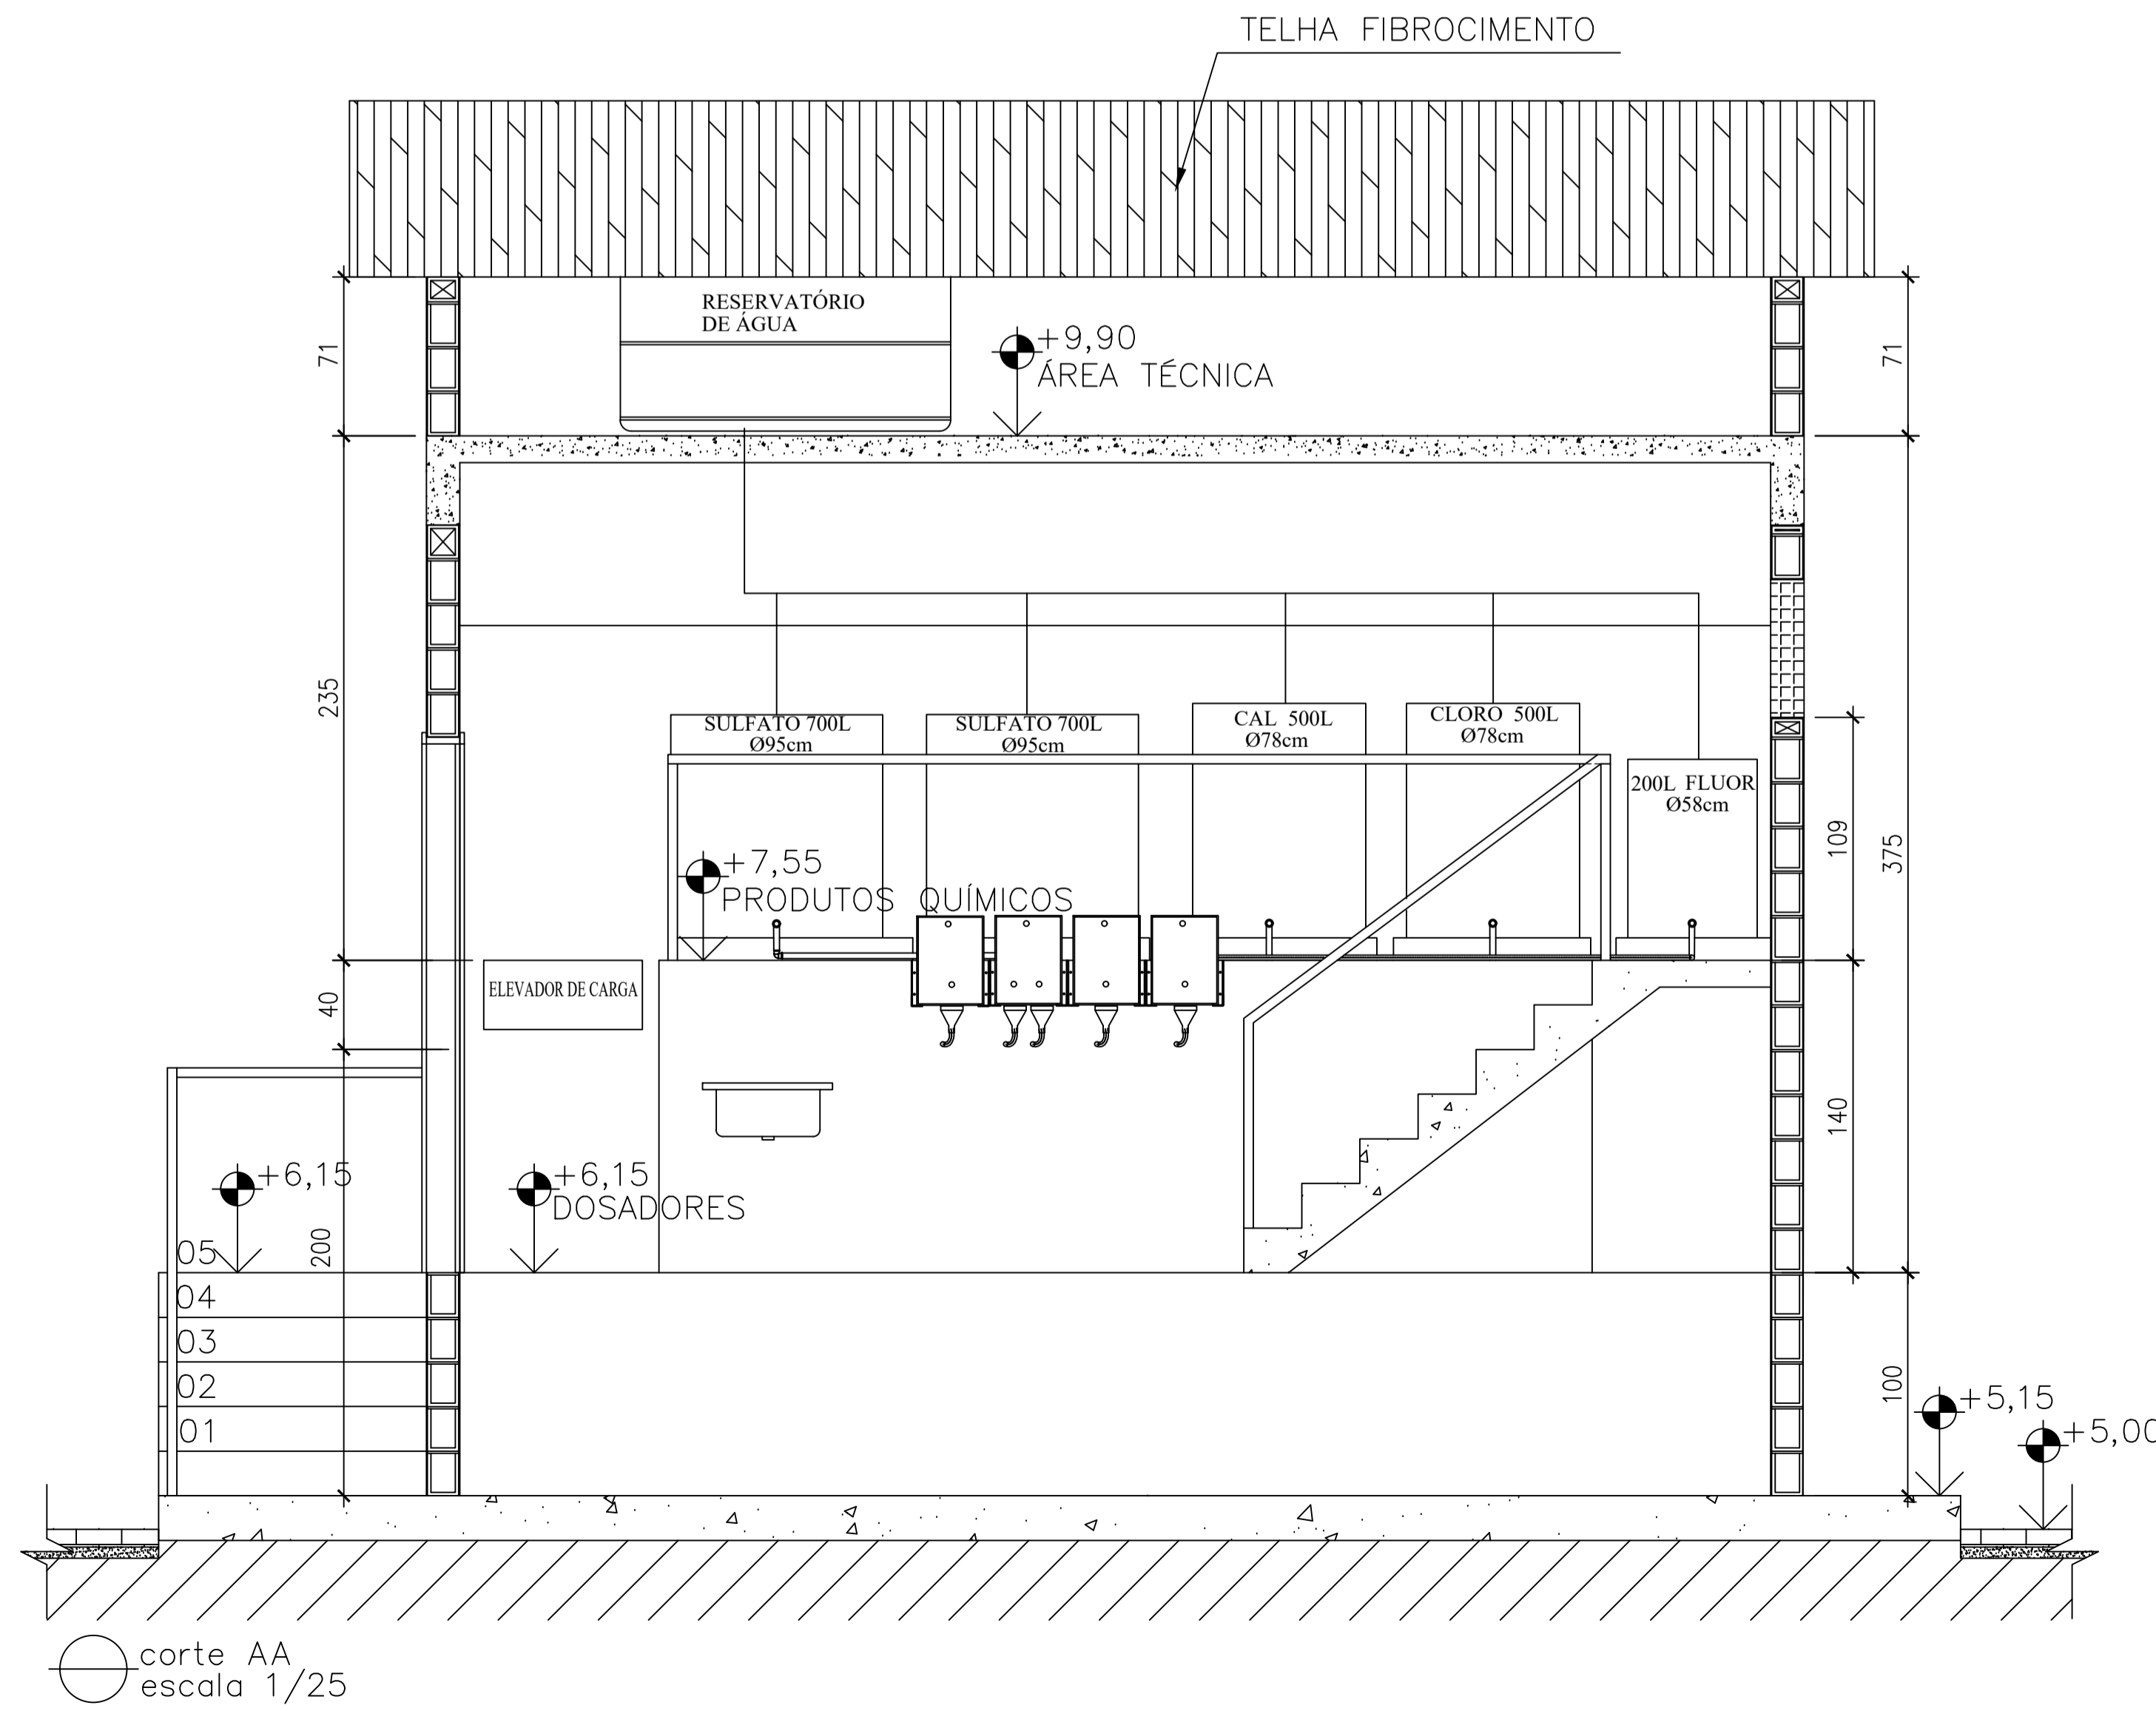 TELHA FIBROCIMENTO
RESERVATÓRIO
DE ÁGUA
+9,90
ÁREA TÉCNICA
71
71
235
SULFATO 700L
Ø95cm
SULFATO 700L
Ø95cm
CAL 500L
Ø78cm
CLORO 500L
Ø78cm
200L FLUOR
Ø58cm
109
375
+7,55
PRODUTOS QUÍMICOS
ELEVADOR DE CARGA
40
140
+6,15
+6,15
DOSADORES
200
05
04
03
02
01
100
+5,15
+5,00
corte AA
escala 1/25